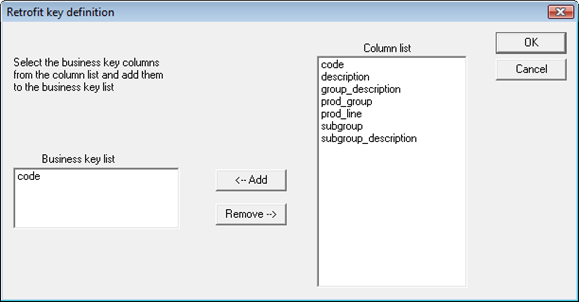 Retrofit key definition
Select the business key columns
from the column list and add them
to the business key list
Business key list
code
<-- Add
Remove -->
Column list
code
description
group_description
prod_group
prod_line
subgroup
subgroup_description
OK
Cancel